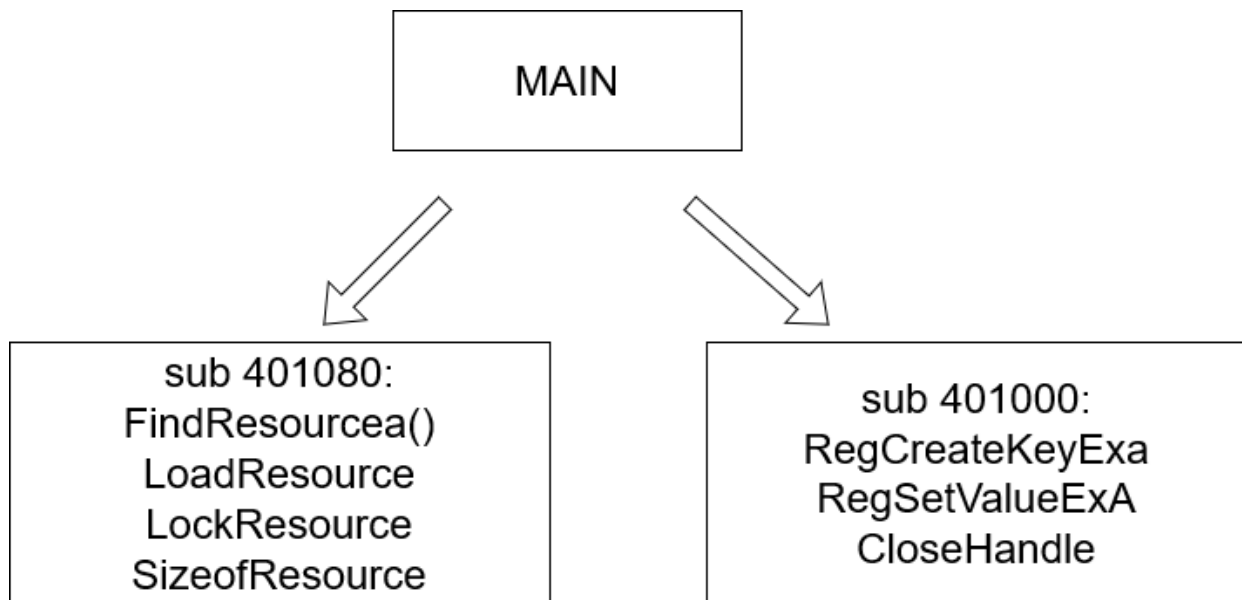 MAIN
sub 401080:
FindResourcea()
LoadResource
LockResource
SizeofResource
sub 401000:
RegCreateKeyExa
RegSetValueExA
CloseHandle